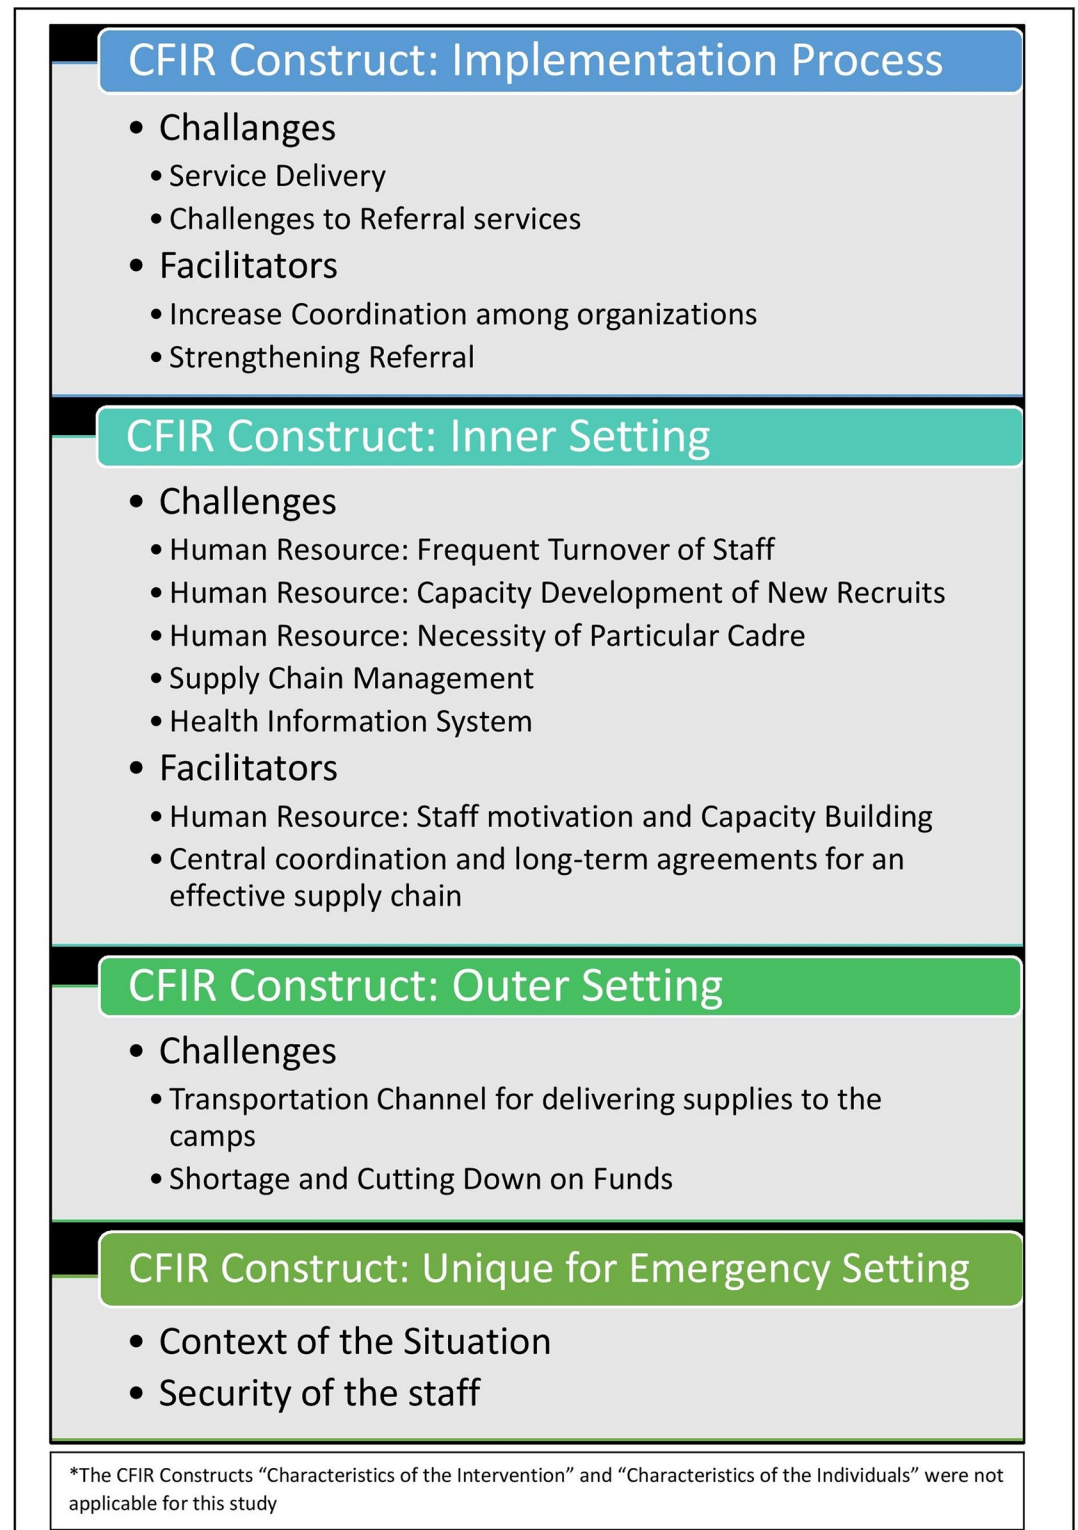 CFIR Construct: Implementation Process
• Challanges
• Service Delivery
• Challenges to Referral services
• Facilitators
• Increase Coordination among organizations
• Strengthening Referral
CFIR Construct: Inner Setting
• Challenges
• Human Resource: Frequent Turnover of Staff
• Human Resource: Capacity Development of New Recruits
• Human Resource: Necessity of Particular Cadre
• Supply Chain Management
• Health Information System
• Facilitators
• Human Resource: Staff motivation and Capacity Building
• Central coordination and long-term agreements for an
effective supply chain
CFIR Construct: Outer Setting
• Challenges
• Transportation Channel for delivering supplies to the
camps
• Shortage and Cutting Down on Funds
CFIR Construct: Unique for Emergency Setting
• Context of the Situation
• Security of the staff
*The CFIR Constructs “Characteristics of the Intervention” and “Characteristics of the Individuals” were not
applicable for this study